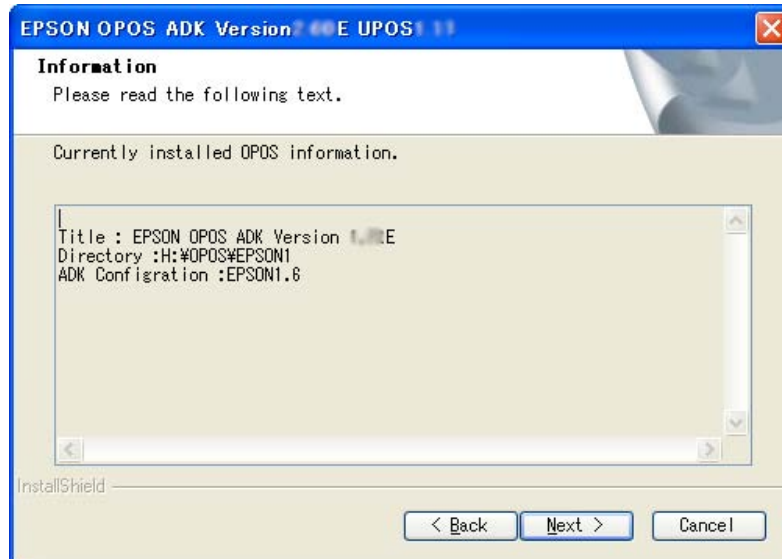 EPSON OPOS ADK Version E UPOS
Information
Please read the following text.
Currently installed OPOS information.
Title : EPSON OPOS ADK Version E
Directory :H:¥OPOS¥EPSON1
ADK Configration :EPSON1.6
InstallShield
< Back Next > Cancel